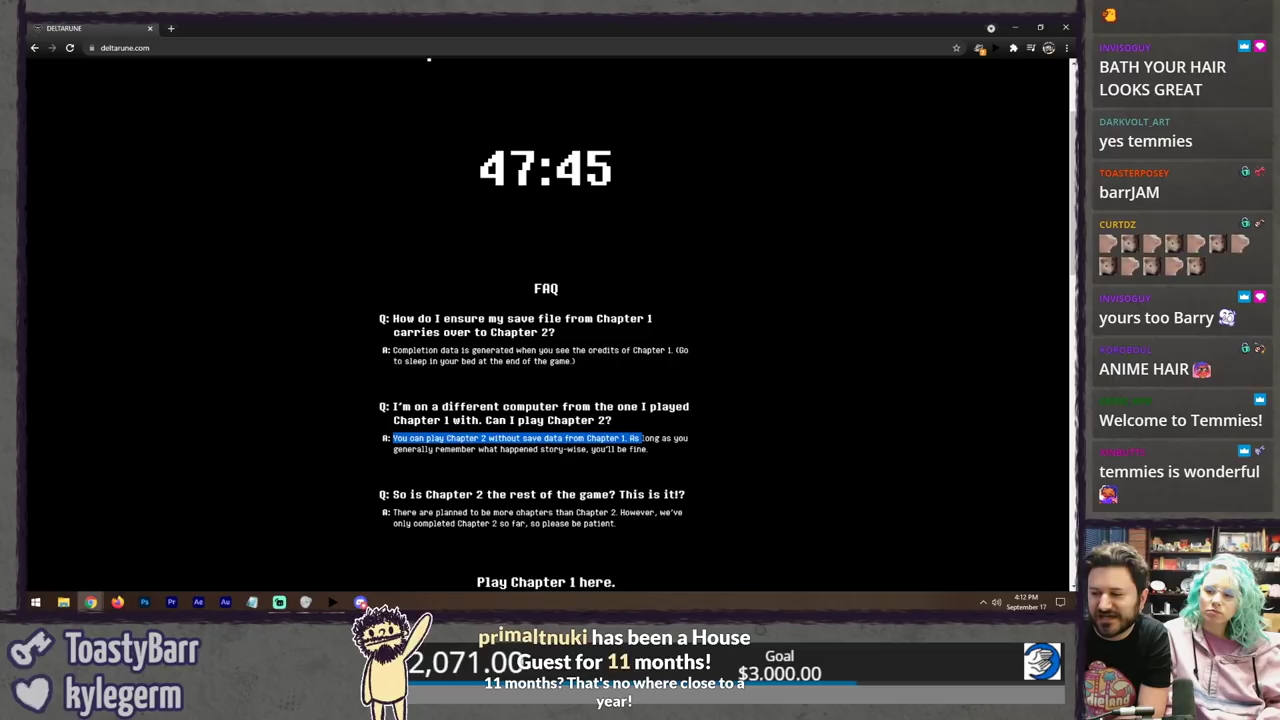 DELTARUNE
deltarune.com
47:45
FAQ
Q: How do I ensure my save file from Chapter 1
carries over to Chapter 2?
A: Completion data is generated when you see the credits of Chapter 1. (Go
to sleep in your bed at the end of the game.)
Q: I'm on a different computer from the one I played
Chapter 1 with. Can I play Chapter 2?
A: You can play Chapter 2 without save data from Chapter 1. As long as you
generally remember what happened story-wise, you'll be fine.
Q: So is Chapter 2 the rest of the game? This is it!?
A: There are planned to be more chapters than Chapter 2. However, we've
only completed Chapter 2 so far, so please be patient.
Play Chapter 1 here.
4:12 PM
September 17
INVISOGUY
BATH YOUR HAIR
LOOKS GREAT
DARKVOLT_ART
yes temmies
TOASTERPOSEY
barrJAM
CURTDZ
INVISOGUY
yours too Barry
ANIME HAIR
Welcome to Temmies!
temmies is wonderful
ToastyBarr
kylegerm
primaltnuki has been a House
Guest for 11 months!
11 months? That's no where close to a
year!
2,071.00
Goal
$3,000.00